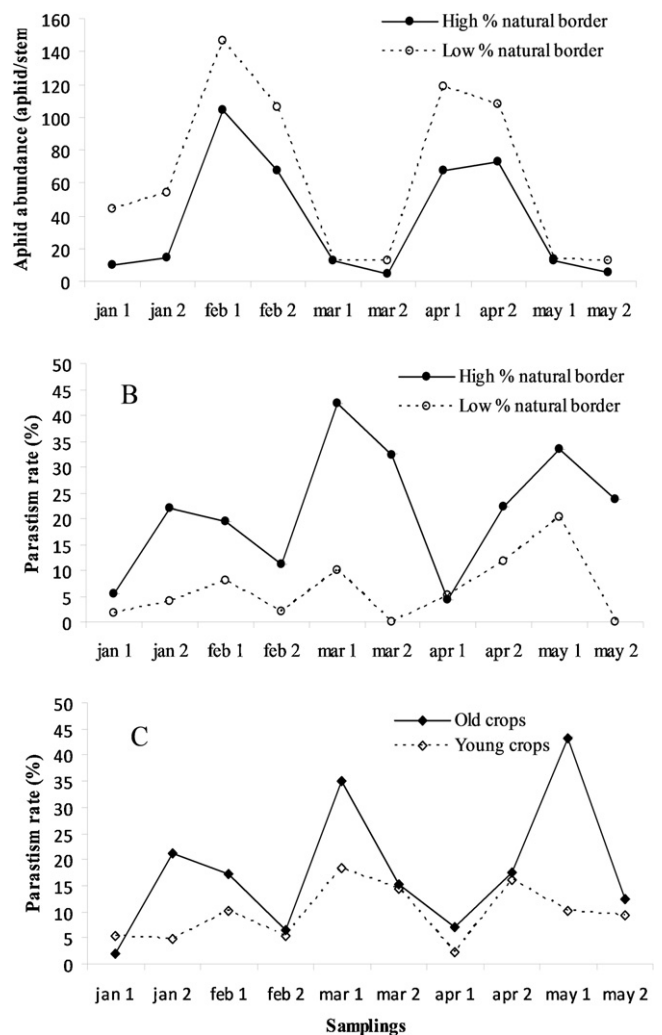 Aphid abundance (aphid/stem
160
140
120
100
80
60
40
20
0
High % natural border
Low % natural border
jan 1 jan 2 feb 1 feb 2 mar 1 mar 2 apr 1 apr 2 may 1 may 2
B
Parastism rate (%)
50
45
40
35
30
25
20
15
10
5
0
High % natural border
Low % natural border
jan 1 jan 2 feb 1 feb 2 mar 1 mar 2 apr 1 apr 2 may 1 may 2
C
Parastism rate (%)
50
45
40
35
30
25
20
15
10
5
0
Old crops
Young crops
jan 1 jan 2 feb 1 feb 2 mar 1 mar 2 apr 1 apr 2 may 1 may 2
Samplings